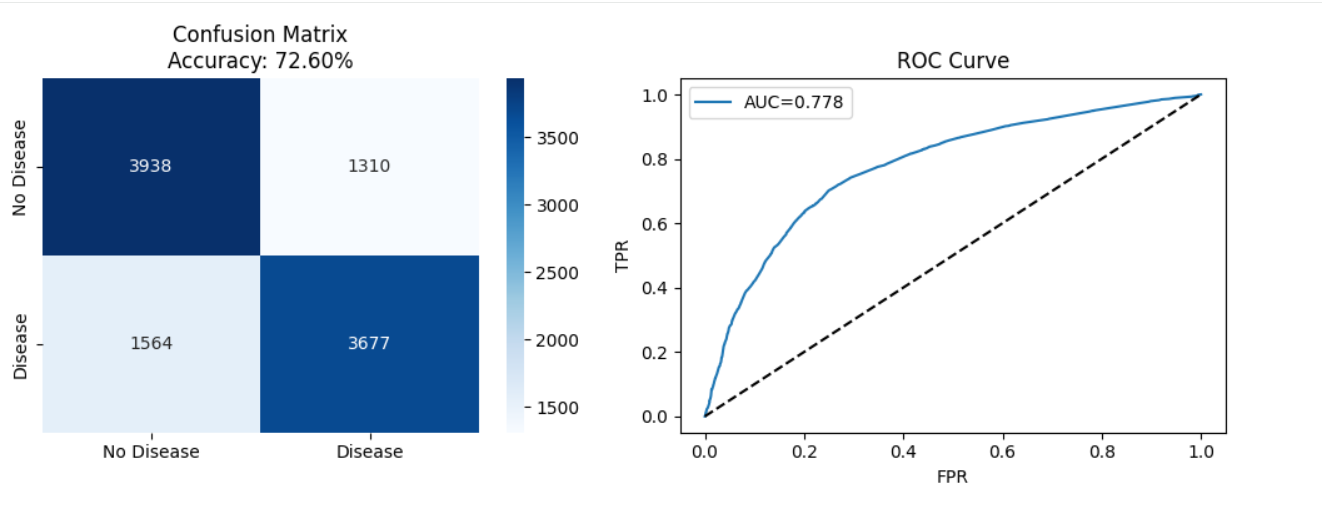 Confusion Matrix
Accuracy: 72.60%
No Disease
Disease
3938
1310
1564
3677
No Disease
Disease
3500
3000
2500
2000
1500
ROC Curve
AUC=0.778
TPR
1.0
0.8
0.6
0.4
0.2
0.0
0.0
0.2
0.4
0.6
0.8
1.0
FPR